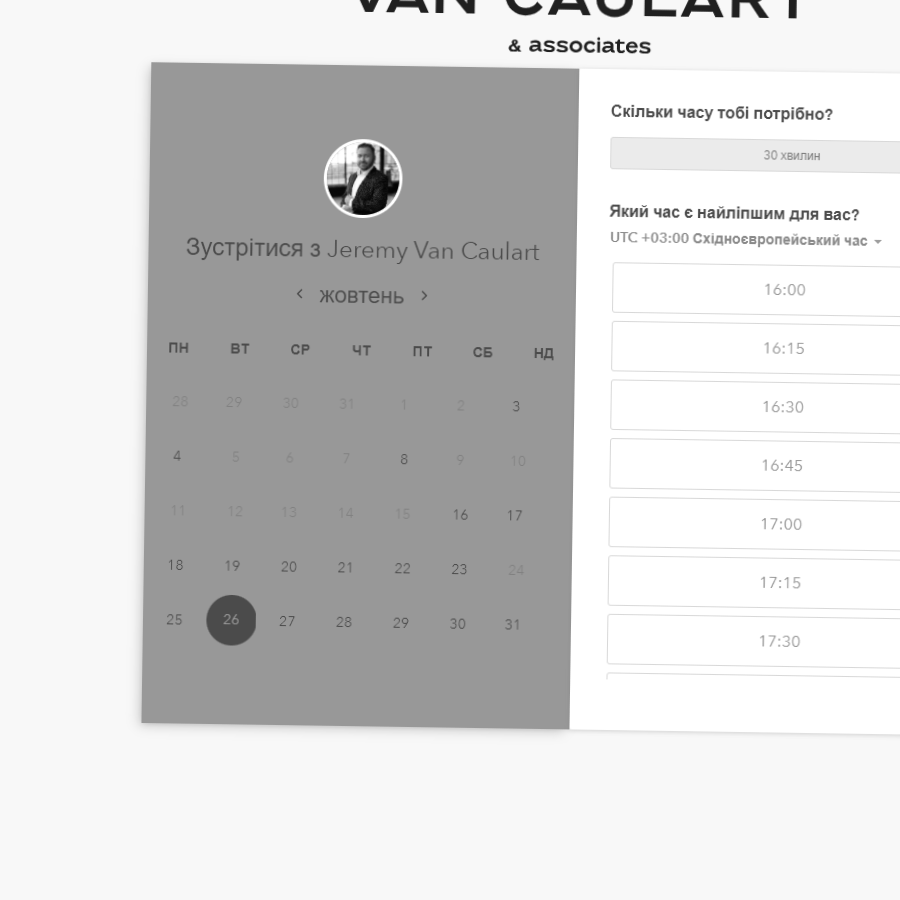 VAN CAULART
& associates
Зустрітися з Jeremy Van Caulart
жовтень
ПН ВТ СР ЧТ ПТ СБ НД
28 29 30 31 1 2 3
4 5 6 7 8 9 10
11 12 13 14 15 16 17
18 19 20 21 22 23 24
25 26 27 28 29 30 31
Скільки часу тобі потрібно?
30 хвилин
Який час є найліпшим для вас?
UTC +03:00 Східноєвропейський час
16:00
16:15
16:30
16:45
17:00
17:15
17:30